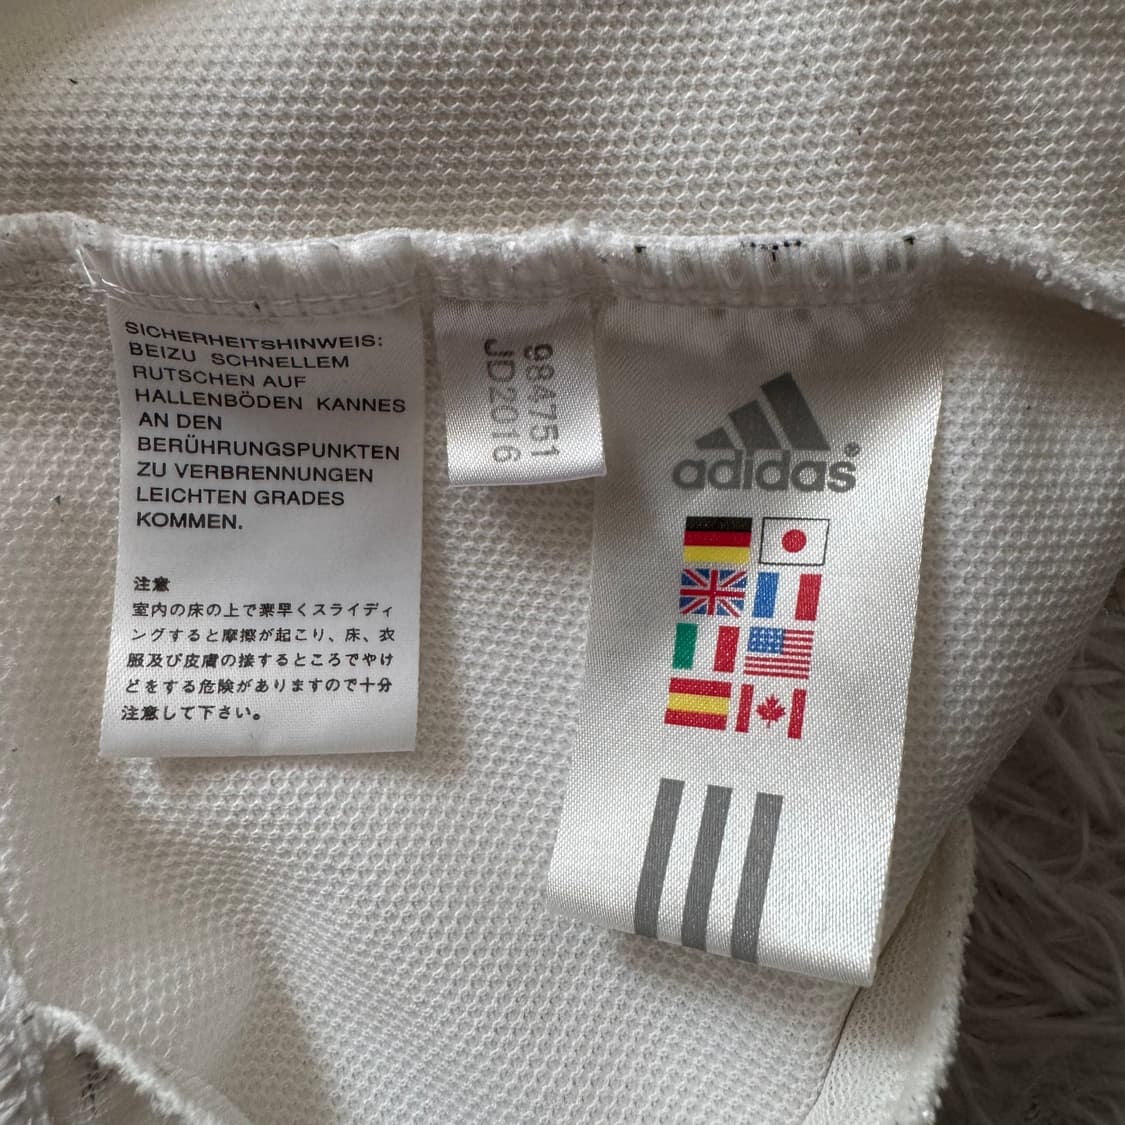 SICHERHEITSHINWEIS:
BEIZU SCHNELLEM
RUTSCHEN AUF
HALLENBÖDEN KANNES
AN DEN
BERÜHRUNGSPUNKTEN
ZU VERBRENNUNGEN
LEICHTEN GRADES
KOMMEN.
注意
室内の床の上で素早くスライディ
ングすると摩擦が起こり、床、衣
服及び皮膚の接するところでやけ
どをする危険がありますので十分
注意して下さい。
984751
JD2016
adidas®